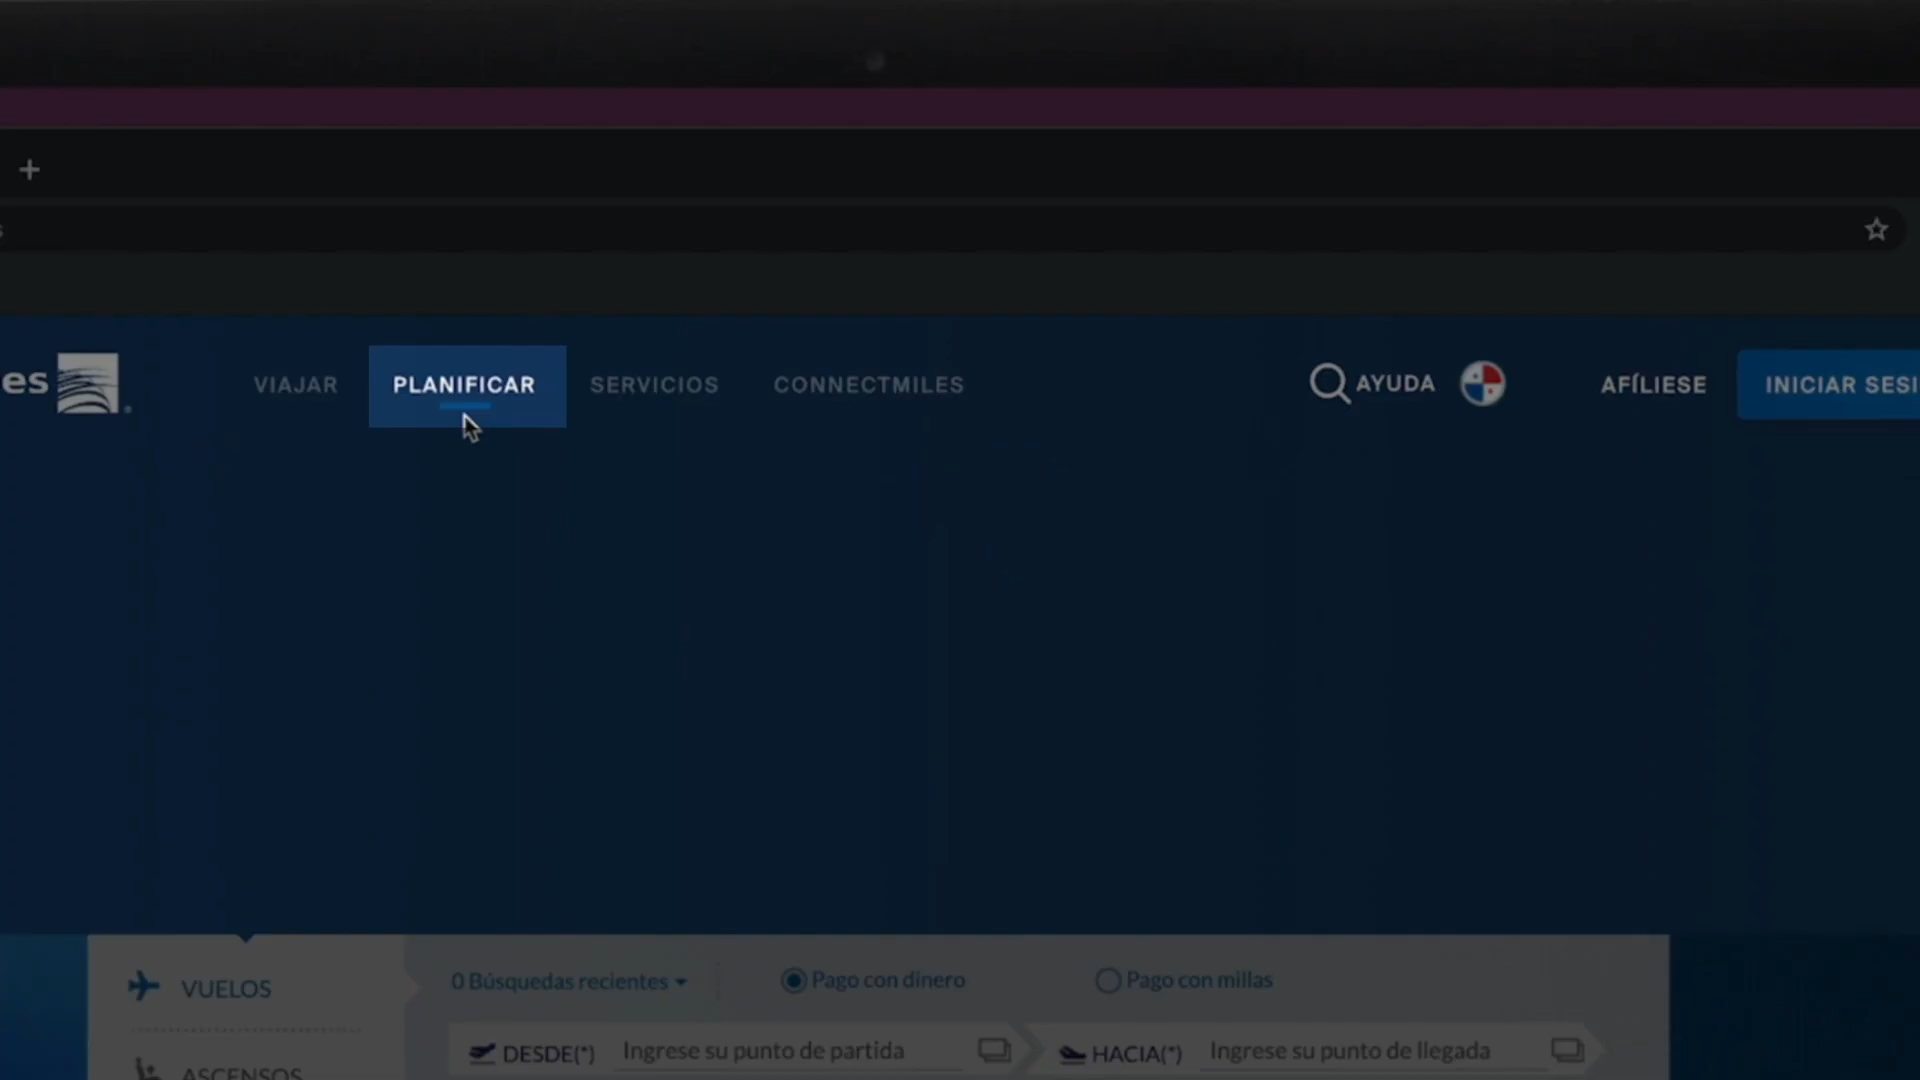 es
VIAJAR PLANIFICAR SERVICIOS CONNECTMILES AYUDA AFÍLIESE INICIAR SESI
VUELOS 0 Búsquedas recientes Pago con dinero Pago con millas
DESDE(*) Ingrese su punto de partida HACIA(*) Ingrese su punto de llegada
ASCENSOS